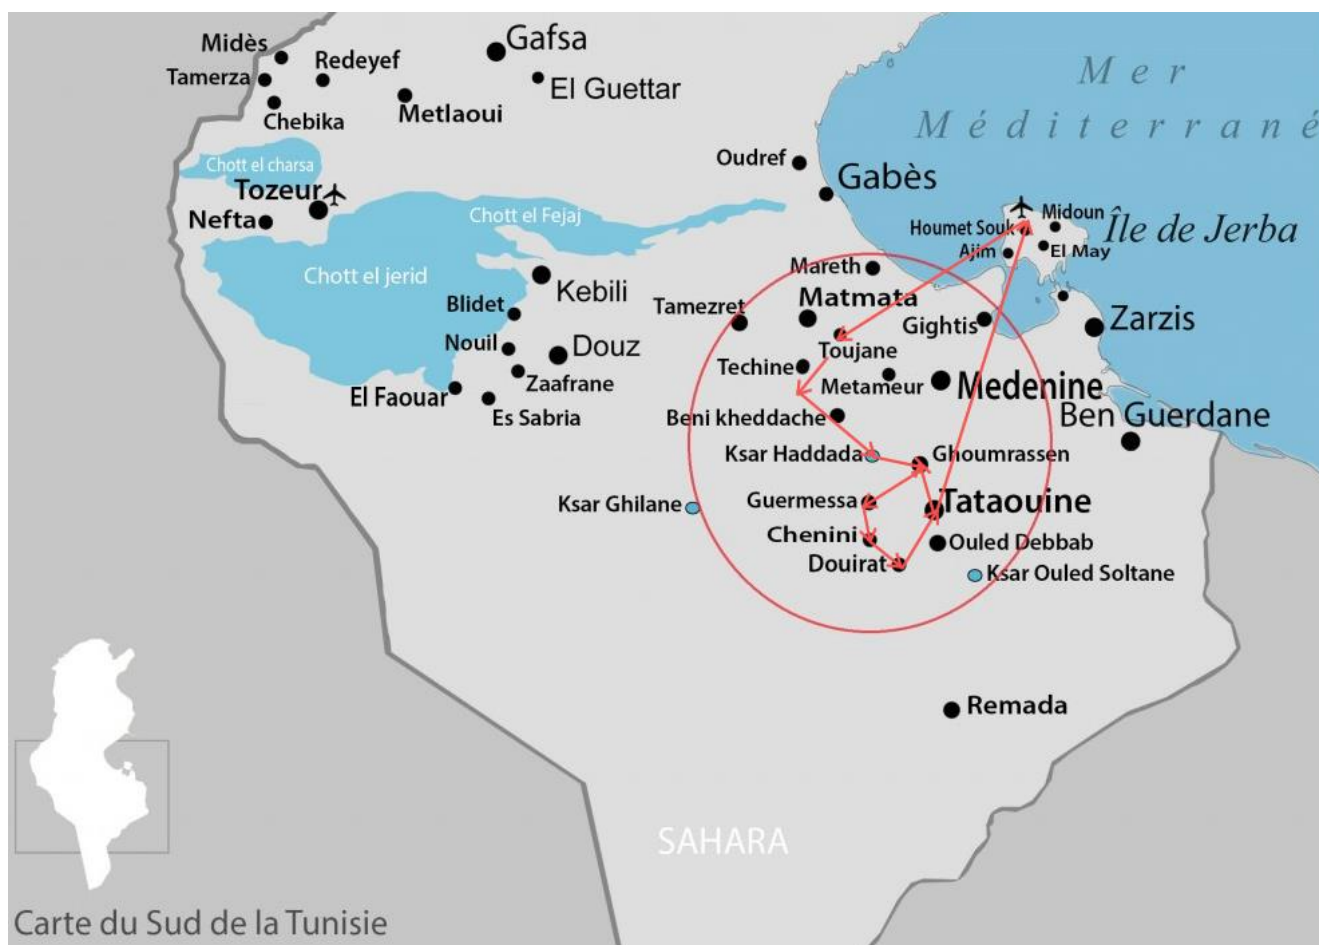 Gafsa
Midès
Redeyef
Tamerza
El Guettar
Metlaoui
Chebika
Mer
Méditerrané
Oudref
Chott el charsa
Gabès
Tozeur
Nefta
Chott el Fejaj
Houmet Souk
Midoun
Île de Jerba
Ajim
El May
Mareth
Chott el jerid
Kebili
Blidet
Tamezret
Matmata
Gightis
Zarzis
Nouil
Douz
Toujane
Techine
Zaafrane
Metameur
Medenine
El Faouar
Es Sabria
Beni kheddache
Ben Guerdane
Ksar Haddada
Ghoumrassen
Ksar Ghilane
Guermessa
Tataouine
Chenini
Ouled Debbab
Douirat
Ksar Ouled Soltane
Remada
SAHARA
Carte du Sud de la Tunisie